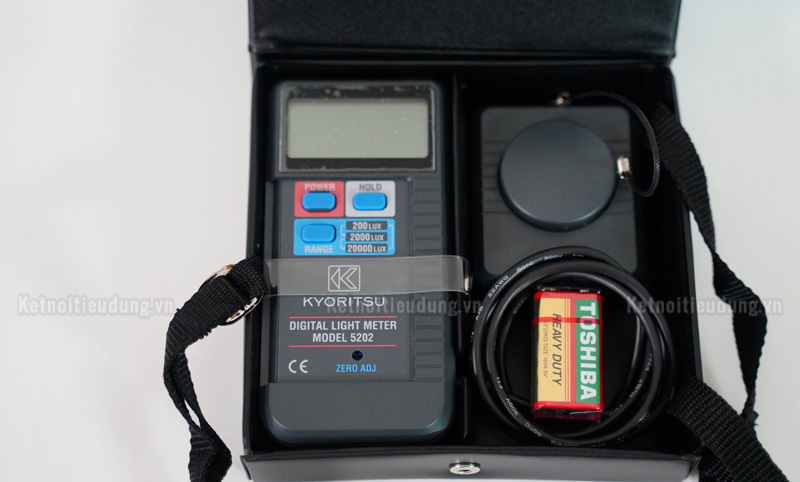 POWER
HOLD
200 LUX
2000 LUX
20000 LUX
RANGE
Ketnoitieudung.vn
Ketnoitieudung.vn
Ketnoitieudung.vn
KYORITSU
DIGITAL LIGHT METER
MODEL 5202
CE
ZERO ADJ.
TOSHIBA
HEAVY DUTY